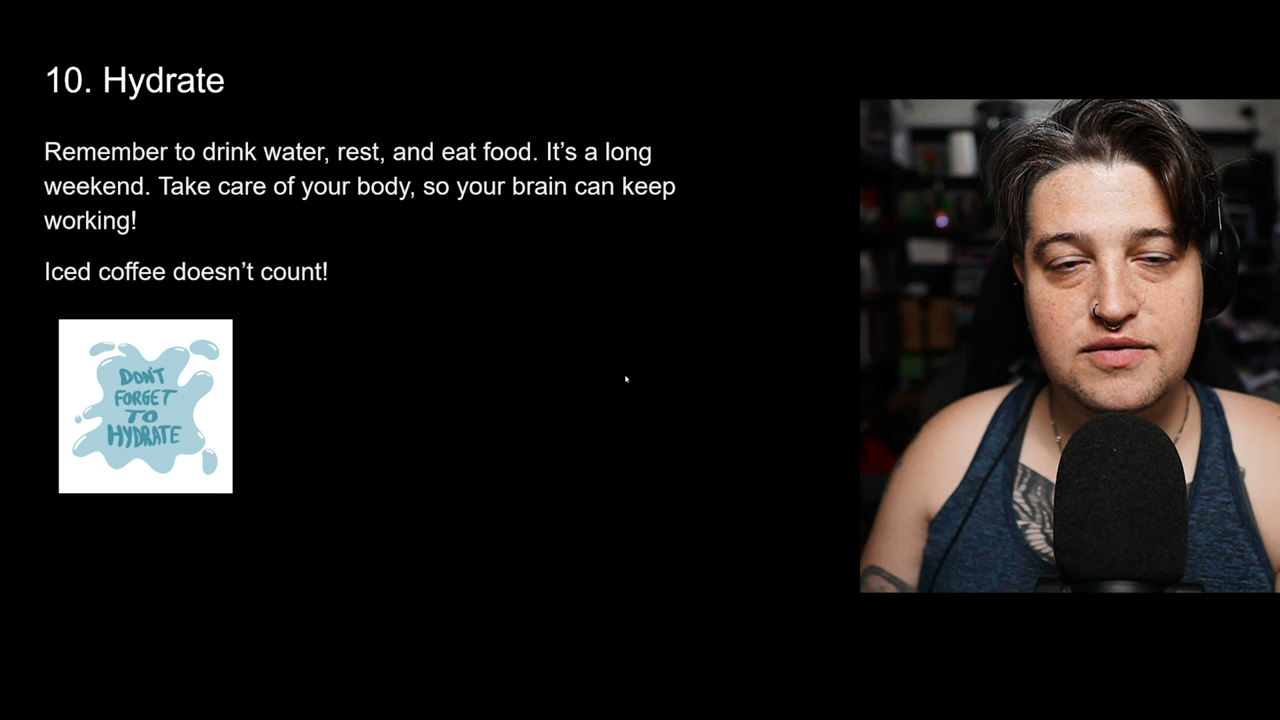 10. Hydrate
Remember to drink water, rest, and eat food. It’s a long
weekend. Take care of your body, so your brain can keep
working!
Iced coffee doesn’t count!
DON'T
FORGET
TO
HYDRATE